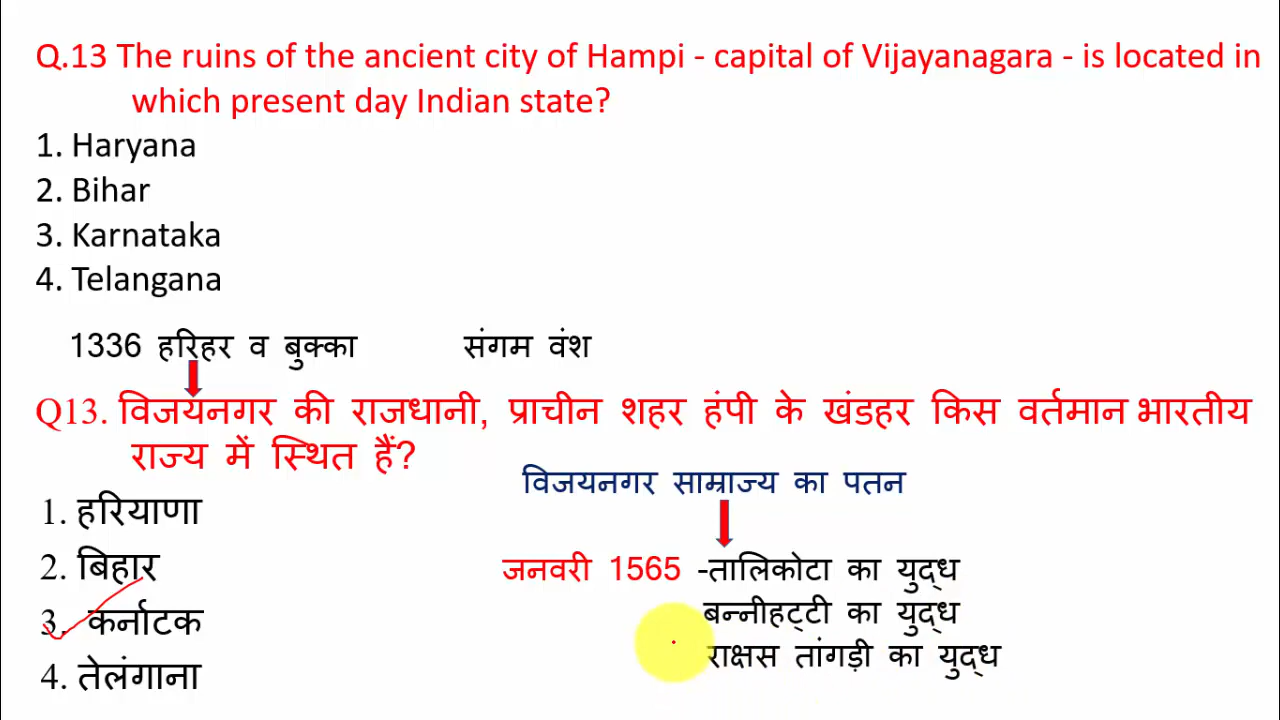 Q.13 The ruins of the ancient city of Hampi - capital of Vijayanagara - is located in
which present day Indian state?
1. Haryana
2. Bihar
3. Karnataka
4. Telangana
1336 हरिहर व बुक्का संगम वंश
Q13. विजयनगर की राजधानी, प्राचीन शहर हंपी के खंडहर किस वर्तमान भारतीय
राज्य में स्थित हैं?
1. हरियाणा
2. बिहार
3. कर्नाटक
4. तेलंगाना
विजयनगर साम्राज्य का पतन
जनवरी 1565 -तालिकोटा का युद्ध
बन्नीहट्टी का युद्ध
राक्षस तांगड़ी का युद्ध